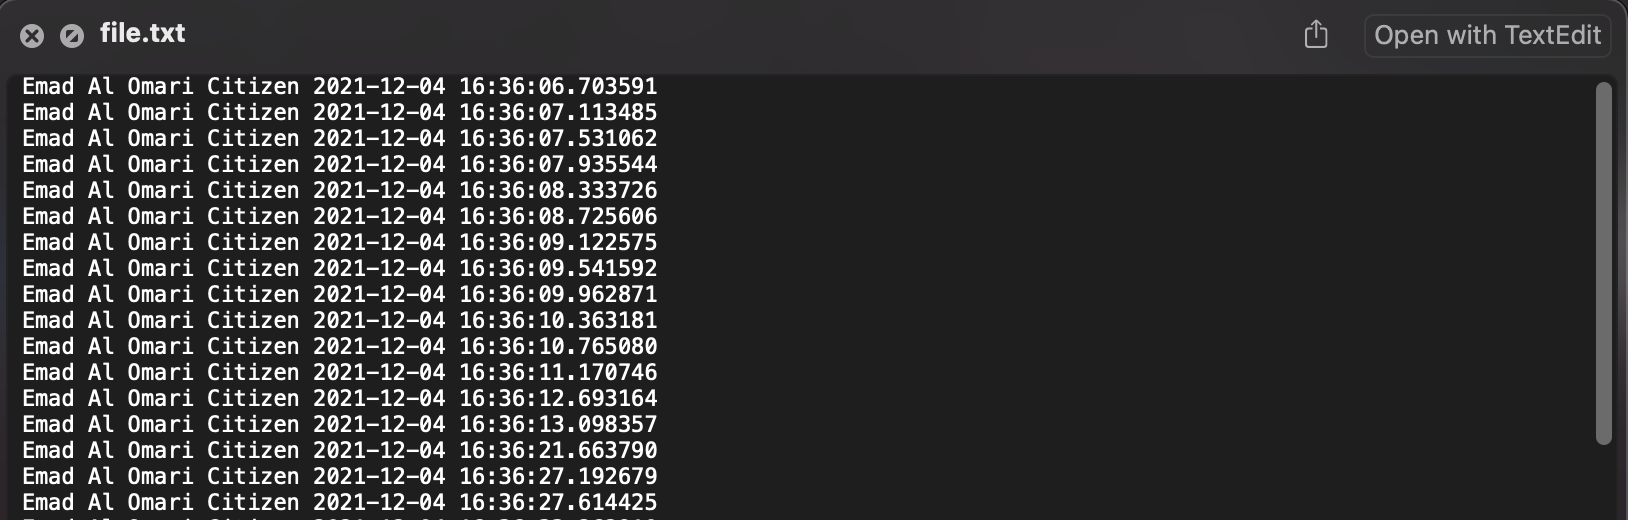 file.txt
Open with TextEdit
Emad Al Omari Citizen 2021-12-04 16:36:06.703591
Emad Al Omari Citizen 2021-12-04 16:36:07.113485
Emad Al Omari Citizen 2021-12-04 16:36:07.531062
Emad Al Omari Citizen 2021-12-04 16:36:07.935544
Emad Al Omari Citizen 2021-12-04 16:36:08.333726
Emad Al Omari Citizen 2021-12-04 16:36:08.725606
Emad Al Omari Citizen 2021-12-04 16:36:09.122575
Emad Al Omari Citizen 2021-12-04 16:36:09.541592
Emad Al Omari Citizen 2021-12-04 16:36:09.962871
Emad Al Omari Citizen 2021-12-04 16:36:10.363181
Emad Al Omari Citizen 2021-12-04 16:36:10.765080
Emad Al Omari Citizen 2021-12-04 16:36:11.170746
Emad Al Omari Citizen 2021-12-04 16:36:12.693164
Emad Al Omari Citizen 2021-12-04 16:36:13.098357
Emad Al Omari Citizen 2021-12-04 16:36:21.663790
Emad Al Omari Citizen 2021-12-04 16:36:27.192679
Emad Al Omari Citizen 2021-12-04 16:36:27.614425